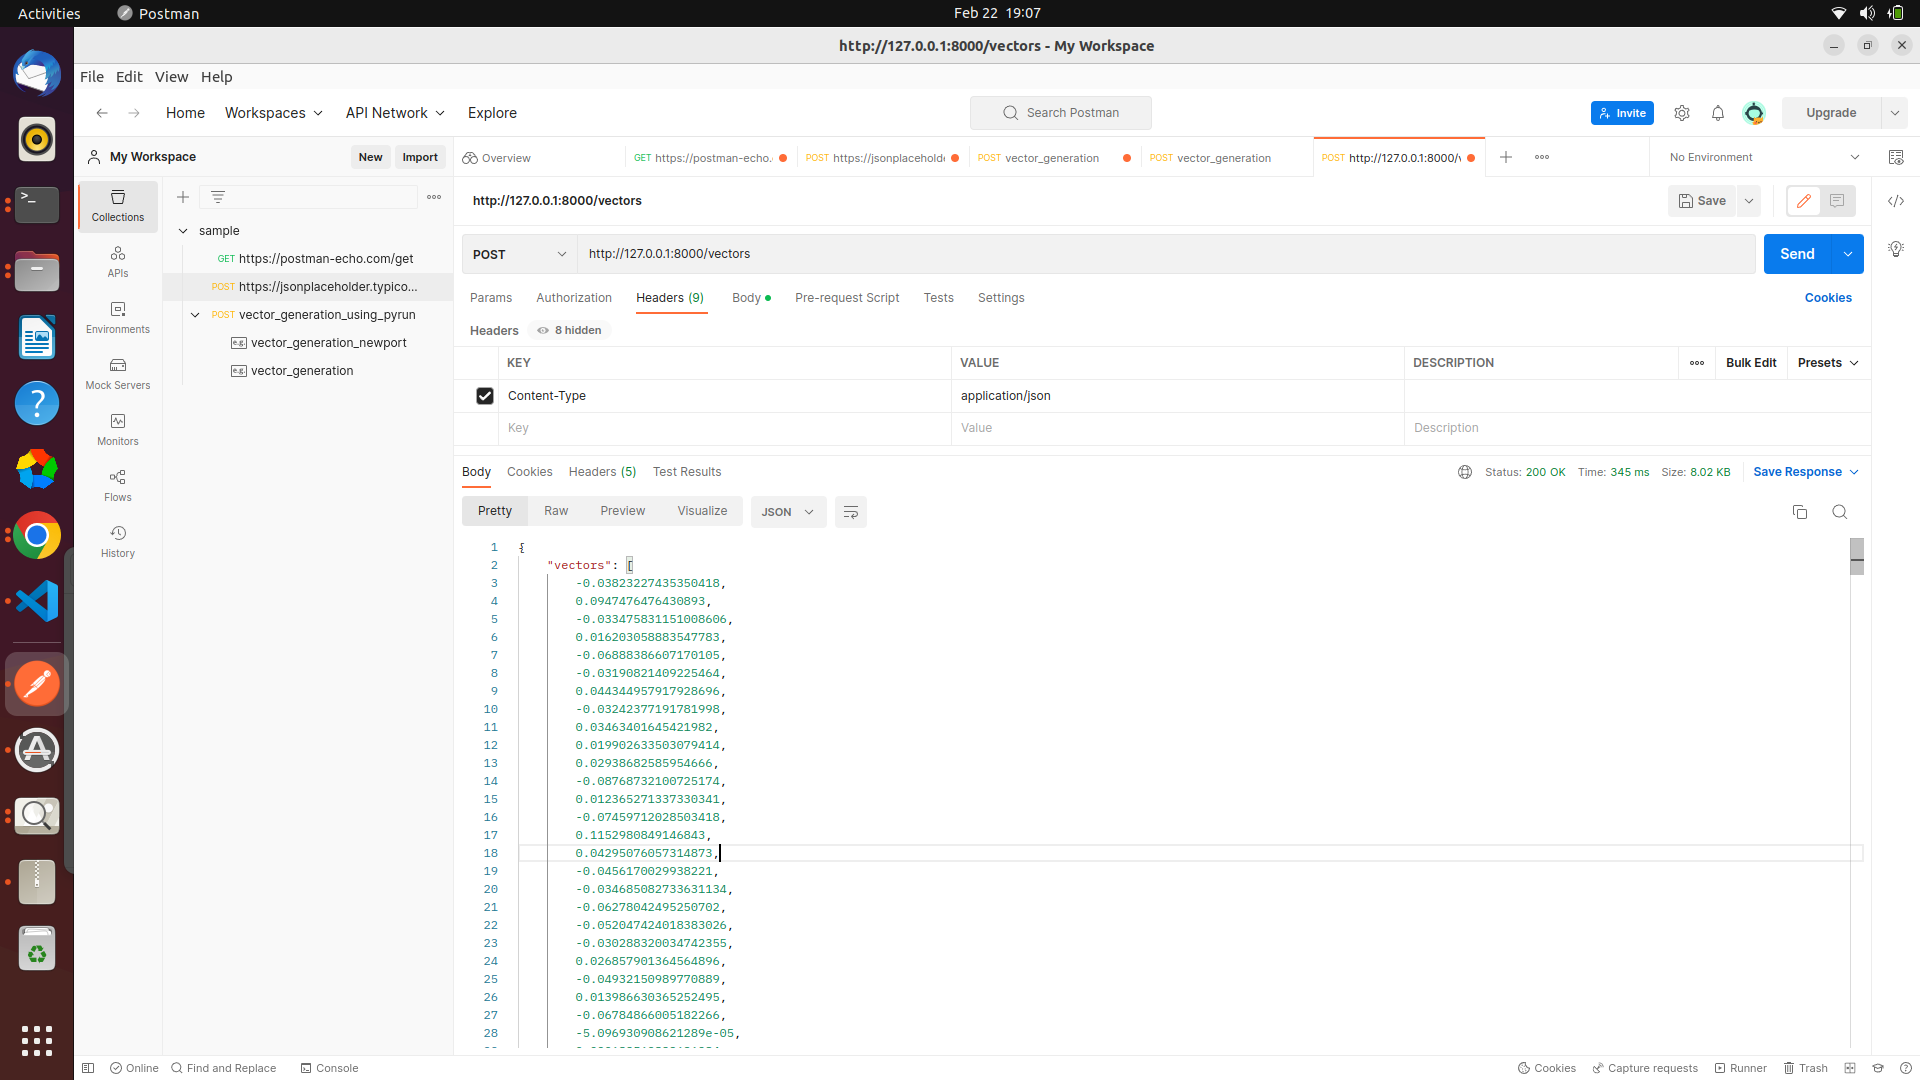 Activities
Postman
Feb 22 19:07
http://127.0.0.1:8000/vectors - My Workspace
File Edit View Help
Home Workspaces API Network Explore
Search Postman
Invite
Upgrade
My Workspace
New
Import
Overview
GET https://postman-echo.
POST https://jsonplaceholde
POST vector_generation
POST vector_generation
POST http://127.0.0.1:8000/v
No Environment
Collections
APIs
Environments
Mock Servers
Monitors
Flows
History
sample
GET https://postman-echo.com/get
POST https://jsonplaceholder.typico...
POST vector_generation_using_pyrun
e.g. vector_generation_newport
e.g. vector_generation
http://127.0.0.1:8000/vectors
Save
POST
http://127.0.0.1:8000/vectors
Send
Params Authorization Headers (9) Body Pre-request Script Tests Settings
Cookies
Headers 8 hidden
KEY VALUE DESCRIPTION
Bulk Edit Presets
Content-Type application/json
Key Value Description
Body Cookies Headers (5) Test Results
Status: 200 OK Time: 345 ms Size: 8.02 KB
Save Response
Pretty Raw Preview Visualize JSON
1 {
2 "vectors": [
3 -0.03823227435350418,
4 0.0947476476430893,
5 -0.033475831151008606,
6 0.016203058883547783,
7 -0.06888386607170105,
8 -0.03190821409225464,
9 0.044344957917928696,
10 -0.03242377191781998,
11 0.03463401645421982,
12 0.019902633503079414,
13 0.02938682585954666,
14 -0.08768732100725174,
15 0.012365271337330341,
16 -0.07459712028503418,
17 0.1152980849146843,
18 0.04295076057314873,
19 -0.0456170029938221,
20 -0.034685082733631134,
21 -0.06278042495250702,
22 -0.052047424018383026,
23 -0.030288320034742355,
24 0.026857901364564896,
25 -0.04932150989770889,
26 0.013986630365252495,
27 -0.06784866005182266,
28 -5.096930908621289e-05,
Online Find and Replace Console
Cookies Capture requests Runner Trash